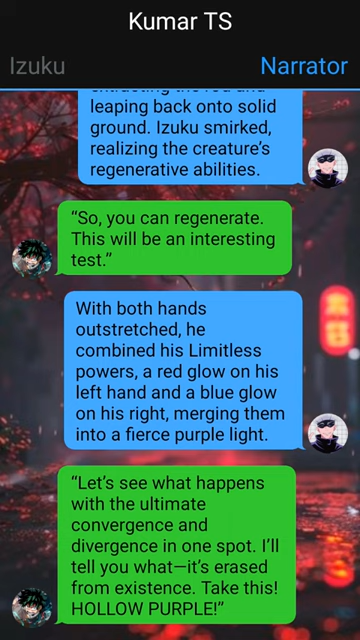 Kumar TS
Izuku
Narrator
extracting the rod and
leaping back onto solid
ground. Izuku smirked,
realizing the creature’s
regenerative abilities.
“So, you can regenerate.
This will be an interesting
test.”
With both hands
outstretched, he
combined his Limitless
powers, a red glow on his
left hand and a blue glow
on his right, merging them
into a fierce purple light.
“Let’s see what happens
with the ultimate
convergence and
divergence in one spot. I’ll
tell you what—it’s erased
from existence. Take this!
HOLLOW PURPLE!”